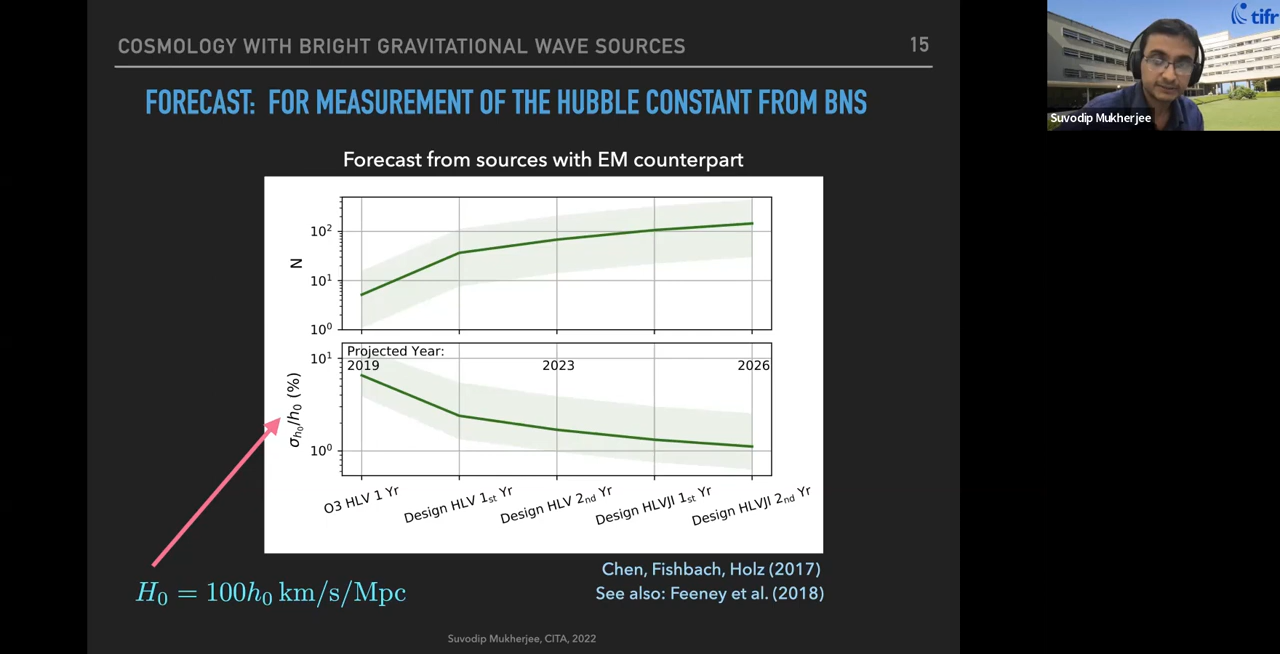 COSMOLOGY WITH BRIGHT GRAVITATIONAL WAVE SOURCES
15
FORECAST: FOR MEASUREMENT OF THE HUBBLE CONSTANT FROM BNS
Forecast from sources with EM counterpart
N
10²
10¹
10⁰
Projected Year:
2019
2023
2026
σ_h₀/h₀ (%)
10¹
10⁰
O3 HLV 1 Yr
Design HLV 1st Yr
Design HLV 2nd Yr
Design HLVJI 1st Yr
Design HLVJI 2nd Yr
H₀ = 100h₀ km/s/Mpc
Chen, Fishbach, Holz (2017)
See also: Feeney et al. (2018)
Suvodip Mukherjee, CITA, 2022
tifr
Suvodip Mukherjee